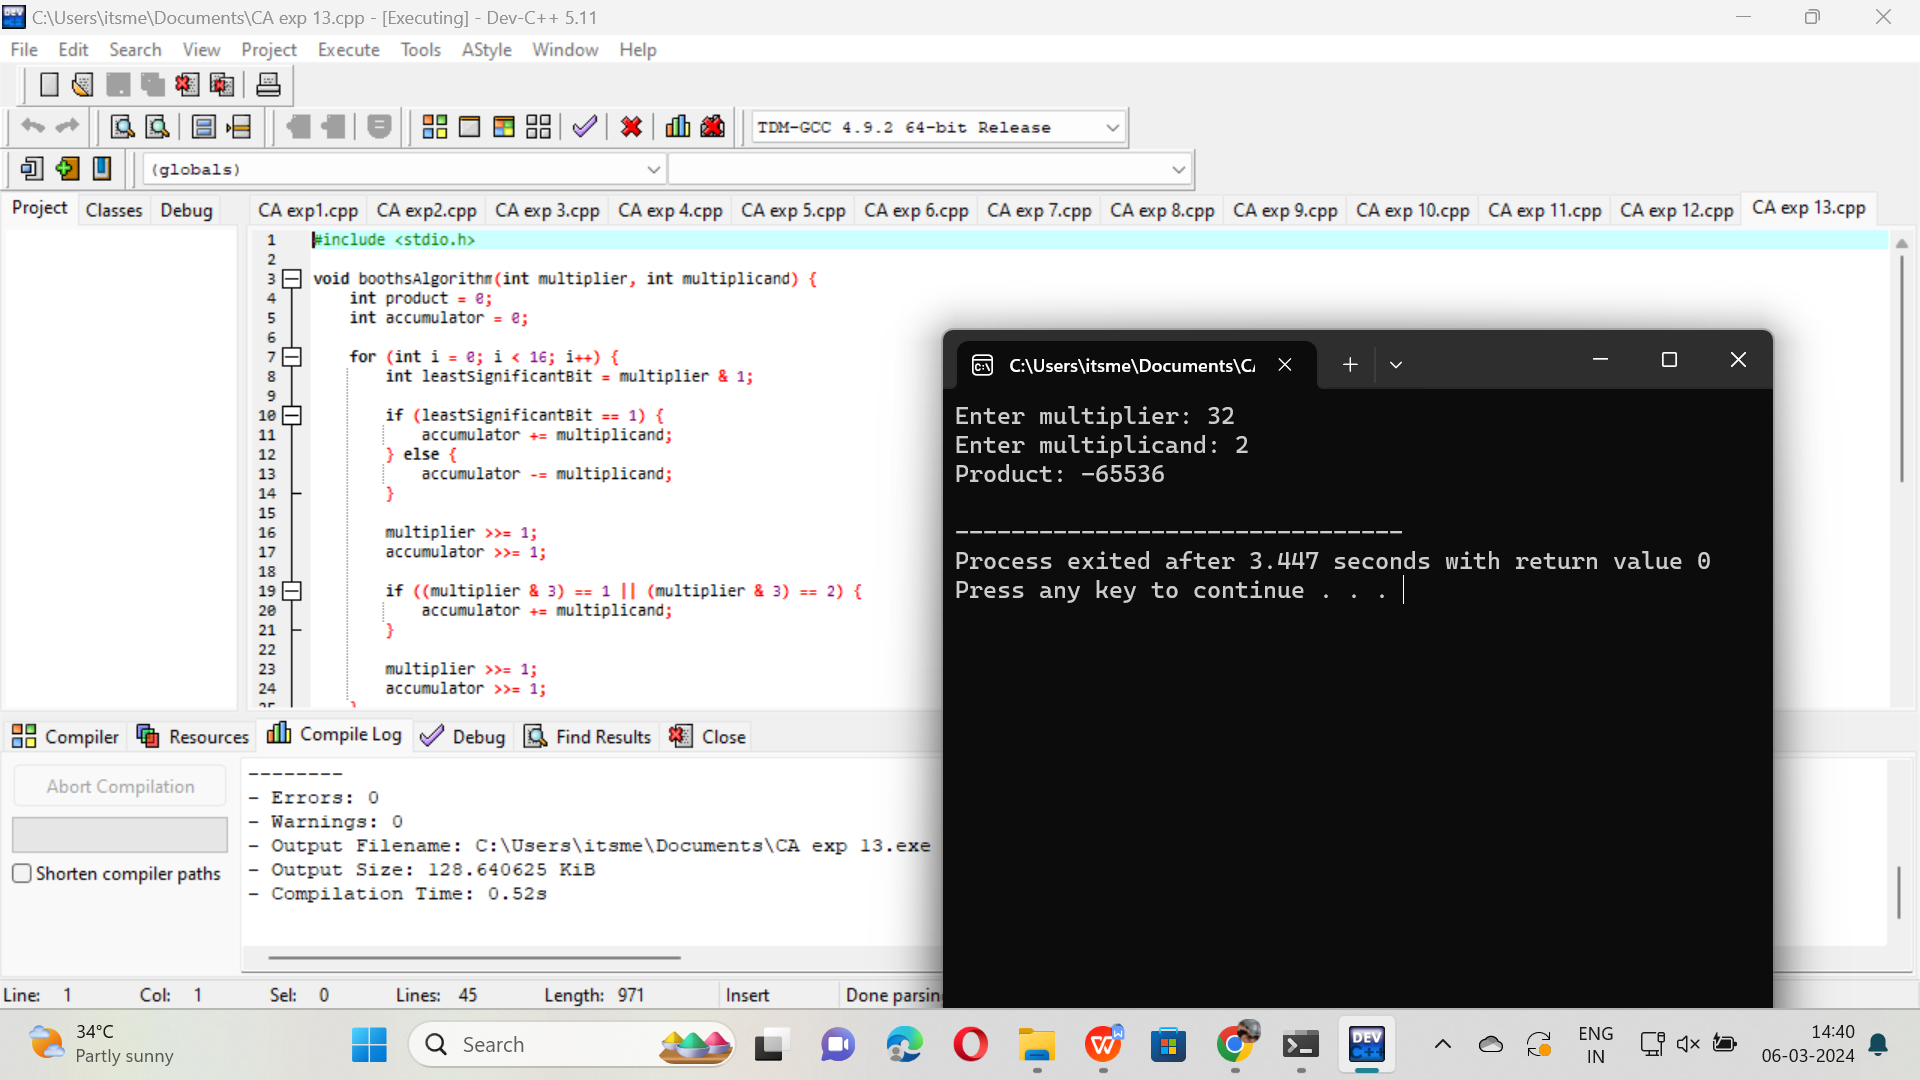 C:\Users\itsme\Documents\CA exp 13.cpp - [Executing] - Dev-C++ 5.11
File Edit Search View Project Execute Tools AStyle Window Help
TDM-GCC 4.9.2 64-bit Release
(globals)
Project Classes Debug
CA exp1.cpp CA exp2.cpp CA exp 3.cpp CA exp 4.cpp CA exp 5.cpp CA exp 6.cpp CA exp 7.cpp CA exp 8.cpp CA exp 9.cpp CA exp 10.cpp CA exp 11.cpp CA exp 12.cpp CA exp 13.cpp
1 #include <stdio.h>
2
3 void boothsAlgorithm(int multiplier, int multiplicand) {
4 int product = 0;
5 int accumulator = 0;
6
7 for (int i = 0; i < 16; i++) {
8 int leastSignificantBit = multiplier & 1;
9
10 if (leastSignificantBit == 1) {
11 accumulator += multiplicand;
12 } else {
13 accumulator -= multiplicand;
14 }
15
16 multiplier >>= 1;
17 accumulator >>= 1;
18
19 if ((multiplier & 3) == 1 || (multiplier & 3) == 2) {
20 accumulator += multiplicand;
21 }
22
23 multiplier >>= 1;
24 accumulator >>= 1;
25 }
C:\Users\itsme\Documents\CA
Enter multiplier: 32
Enter multiplicand: 2
Product: -65536
--------------------------------
Process exited after 3.447 seconds with return value 0
Press any key to continue . . .
Compiler Resources Compile Log Debug Find Results Close
Abort Compilation
Shorten compiler paths
--------
- Errors: 0
- Warnings: 0
- Output Filename: C:\Users\itsme\Documents\CA exp 13.exe
- Output Size: 128.640625 KiB
- Compilation Time: 0.52s
Line: 1 Col: 1 Sel: 0 Lines: 45 Length: 971 Insert Done parsin
34°C
Partly sunny
Search
DEV
C++
ENG
IN
14:40
06-03-2024